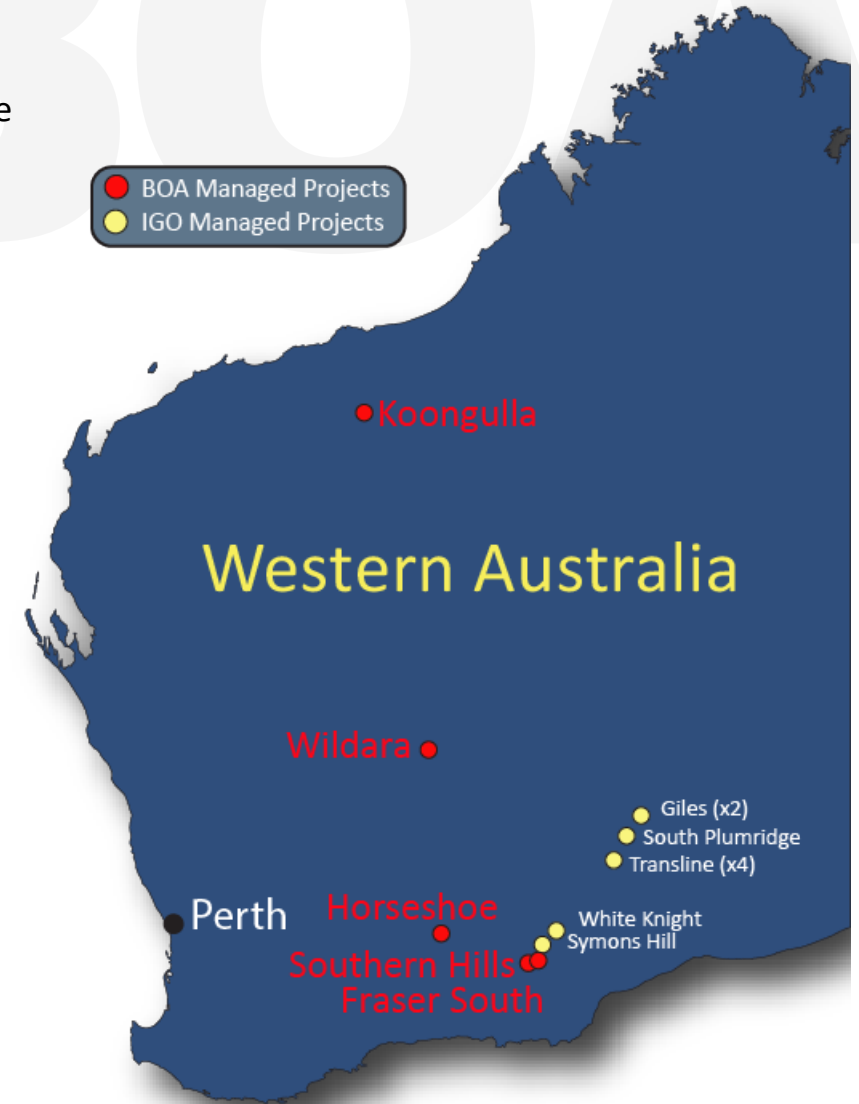 BOA
e
BOA Managed Projects
IGO Managed Projects
Koongulla
Western Australia
Wildara
Giles (x2)
South Plumridge
Transline (x4)
Perth
Horseshoe
White Knight
Symons Hill
Southern Hills
Fraser South